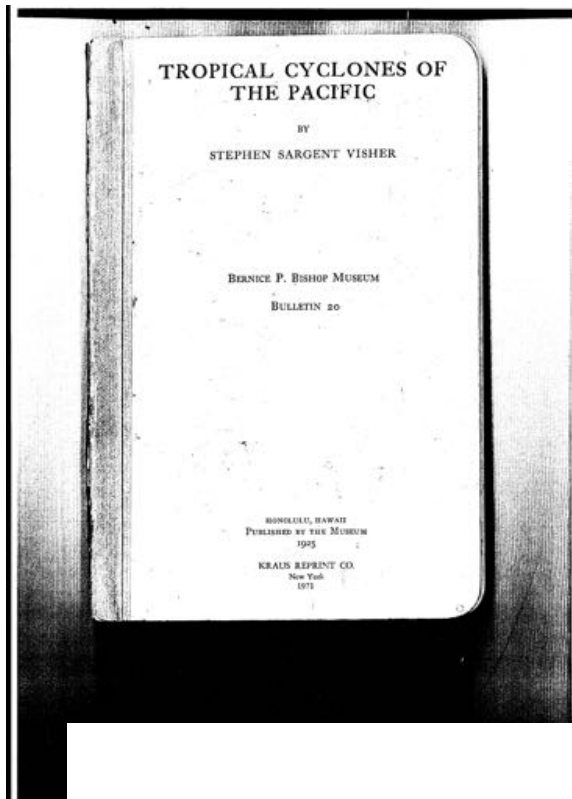 TROPICAL CYCLONES OF
THE PACIFIC
BY
STEPHEN SARGENT VISHER
BERNICE P. BISHOP MUSEUM
BULLETIN 20
HONOLULU, HAWAII
PUBLISHED BY THE MUSEUM
1925
KRAUS REPRINT CO.
New York
1971